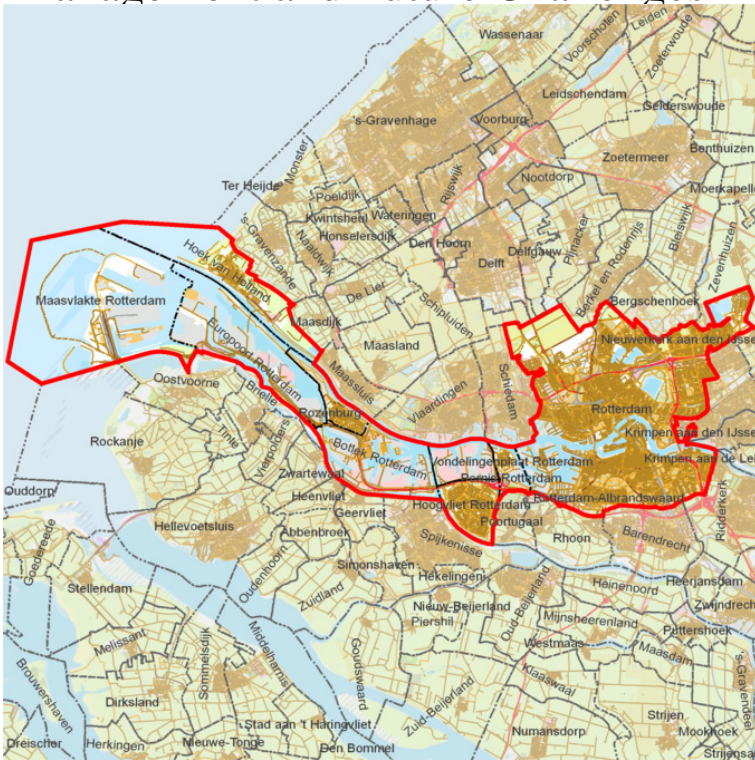 Wassenaar
Voorschoten
Leiden
Zoeterwoude
Leidschendam
Gelderswoude
's-Gravenhage
Voorburg
Benthuizen
Zoetermeer
Nootdorp
Moerkapelle
Ter Heijde
Monster
Poeldijk
Rijswijk
Kwintsheul
Wateringen
Honselersdijk
's-Gravenzande
Naaldwijk
Den Hoorn
Delfgauw
Pijnacker
Berkel en Rodenrijs
Bleiswijk
Zevenhuizen
Delft
Hoek van Holland
De Lier
Schipluiden
Bergschenhoek
Maasvlakte Rotterdam
Maasdijk
Maasland
Nieuwerkerk aan den IJsse
Europoort Rotterdam
Maassluis
Schiedam
Oostvoorne
Brielle
Vlaardingen
Rotterdam
Rozenburg
Krimpen aan den IJsse
Rockanje
Tinte
Vierpolders
Botlek Rotterdam
Vondelingenplaat Rotterdam
Krimpen aan de Lei
Zwartewaal
Pernis Rotterdam
Ouddorp
Heenvliet
Hoogvliet Rotterdam
Rotterdam-Albrandswaard
Geervliet
Poortugaal
Ridderkerk
Hellevoetsluis
Abbenbroek
Spijkenisse
Rhoon
Barendrecht
Goedereede
Oudenhoorn
Simonshaven
Hekelingen
Heinenoord
Heerjansdam
Stellendam
Zuidland
Nieuw-Beijerland
Oud-Beijerland
Zwijndrecht
Piershil
Mijnsheerenland
Puttershoek
Melissant
Sommelsdijk
Middelharnis
Goudswaard
Westmaas
Maasdam
's-Gravendeel
Brouwershaven
Dirksland
Klaaswaal
Zuid-Beijerland
Strijen
Stad aan 't Haringvliet
Numansdorp
Mookhoek
Dreischor
Herkingen
Nieuwe-Tonge
Den Bommel
Strijensa